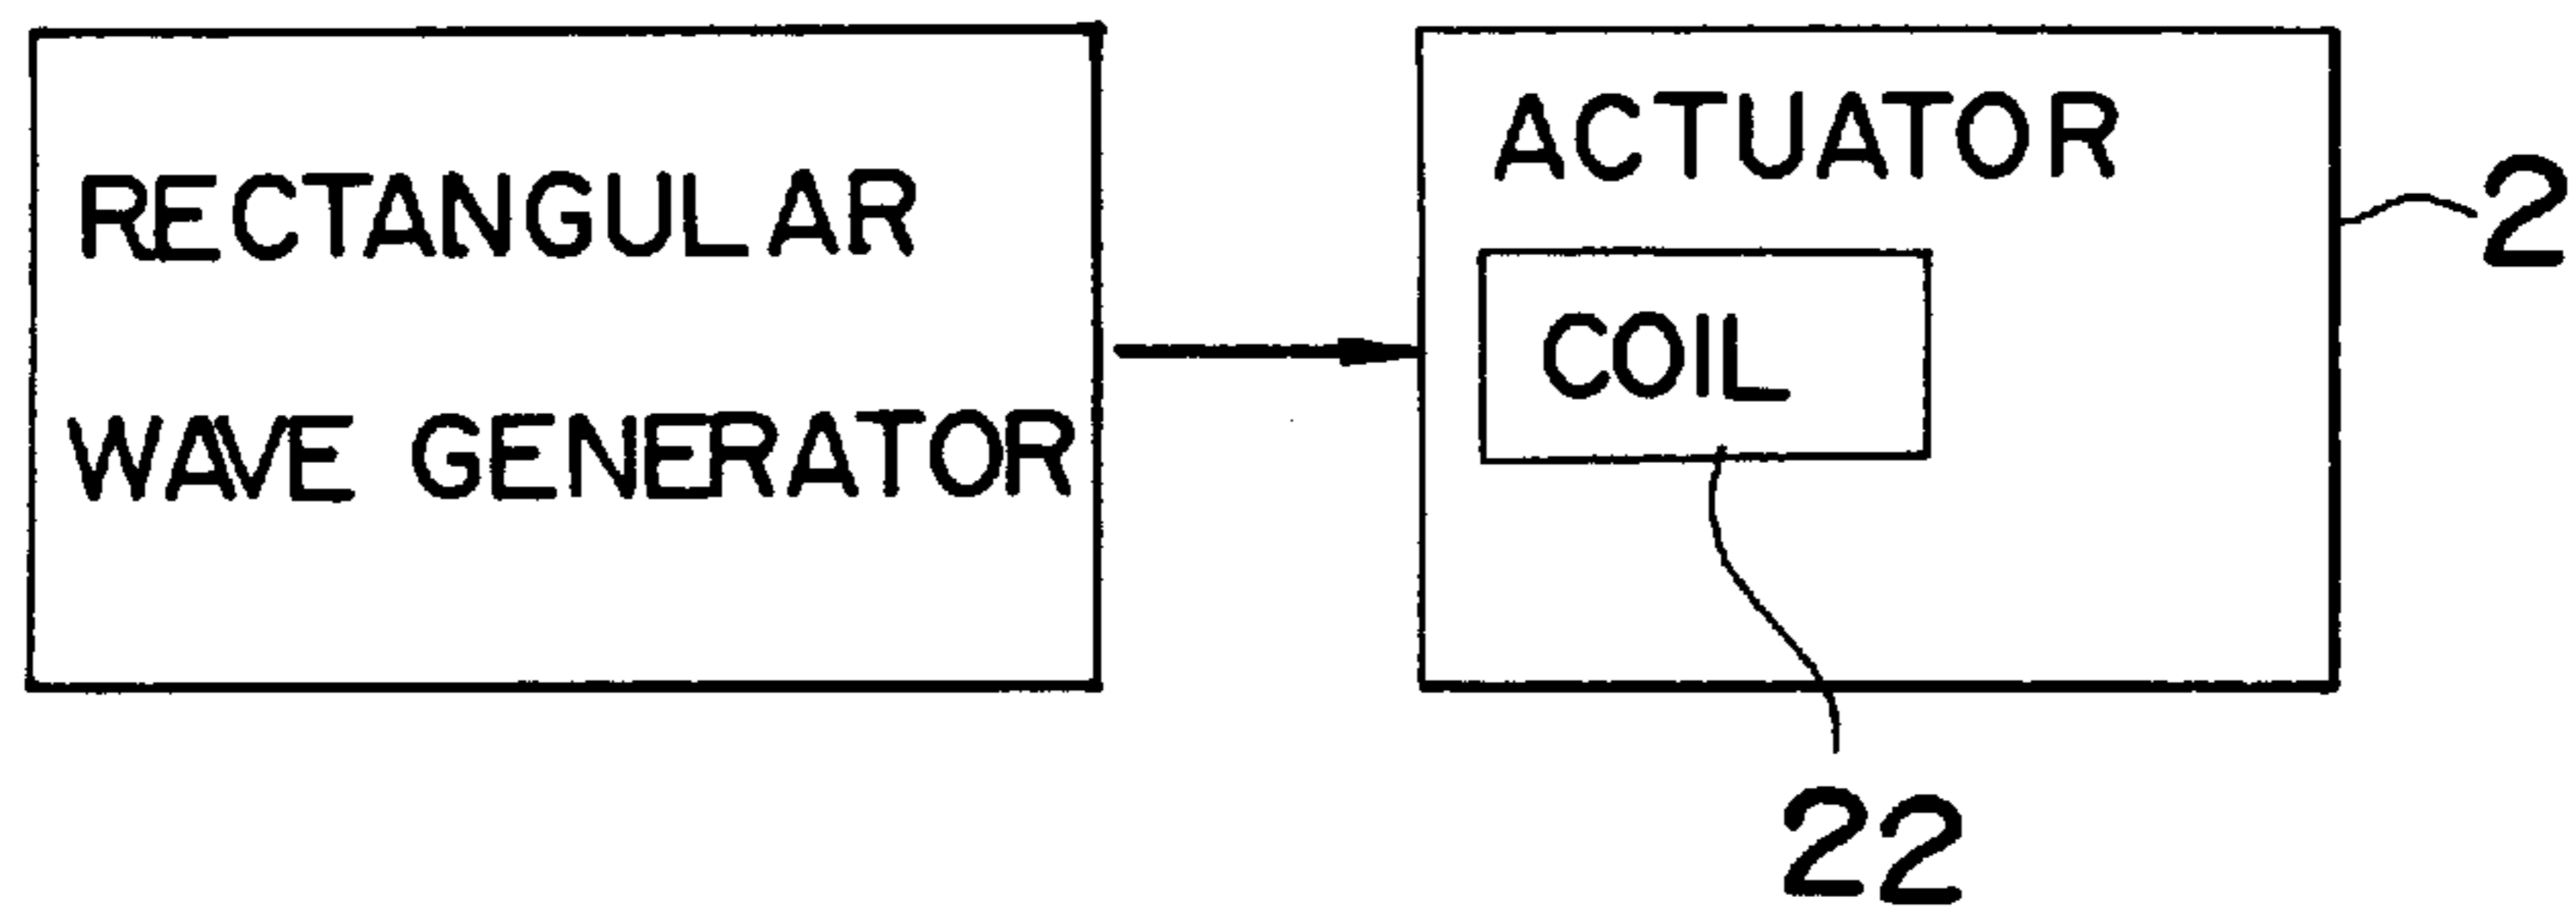 RECTANGULAR
WAVE GENERATOR
ACTUATOR
COIL
2
22